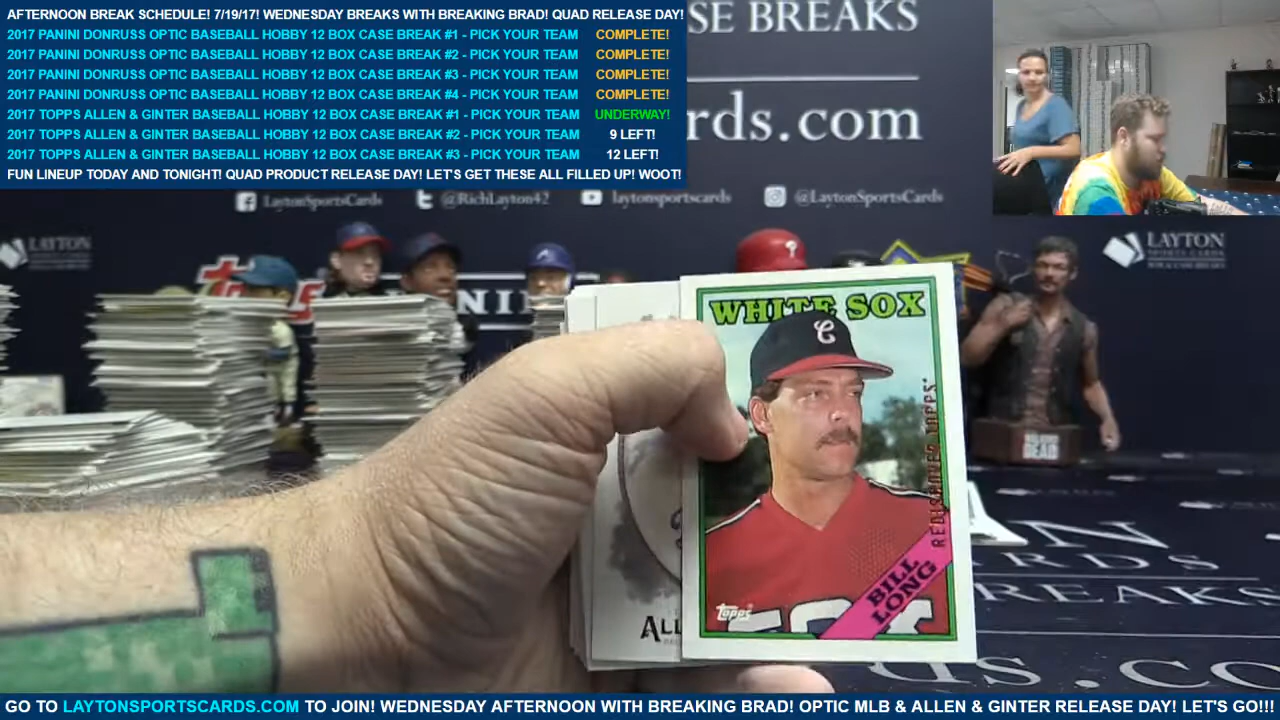 AFTERNOON BREAK SCHEDULE! 7/19/17! WEDNESDAY BREAKS WITH BREAKING BRAD! QUAD RELEASE DAY!
2017 PANINI DONRUSS OPTIC BASEBALL HOBBY 12 BOX CASE BREAK #1 - PICK YOUR TEAM COMPLETE!
2017 PANINI DONRUSS OPTIC BASEBALL HOBBY 12 BOX CASE BREAK #2 - PICK YOUR TEAM COMPLETE!
2017 PANINI DONRUSS OPTIC BASEBALL HOBBY 12 BOX CASE BREAK #3 - PICK YOUR TEAM COMPLETE!
2017 PANINI DONRUSS OPTIC BASEBALL HOBBY 12 BOX CASE BREAK #4 - PICK YOUR TEAM COMPLETE!
2017 TOPPS ALLEN & GINTER BASEBALL HOBBY 12 BOX CASE BREAK #1 - PICK YOUR TEAM UNDERWAY!
2017 TOPPS ALLEN & GINTER BASEBALL HOBBY 12 BOX CASE BREAK #2 - PICK YOUR TEAM 9 LEFT!
2017 TOPPS ALLEN & GINTER BASEBALL HOBBY 12 BOX CASE BREAK #3 - PICK YOUR TEAM 12 LEFT!
FUN LINEUP TODAY AND TONIGHT! QUAD PRODUCT RELEASE DAY! LET'S GET THESE ALL FILLED UP! WOOT!
SE BREAKS
rds.com
LaytonSportsCards @RichLayton42 laytonsportscards @LaytonSportsCards
LAYTON
LAYTON
SPORTS CARDS
BOX & CASE BREAKS
WHITE SOX
REDISCOVER TOPPS
BILL
LONG
topps
ALL
DEAD
GO TO LAYTONSPORTSCARDS.COM TO JOIN! WEDNESDAY AFTERNOON WITH BREAKING BRAD! OPTIC MLB & ALLEN & GINTER RELEASE DAY! LET'S GO!!!